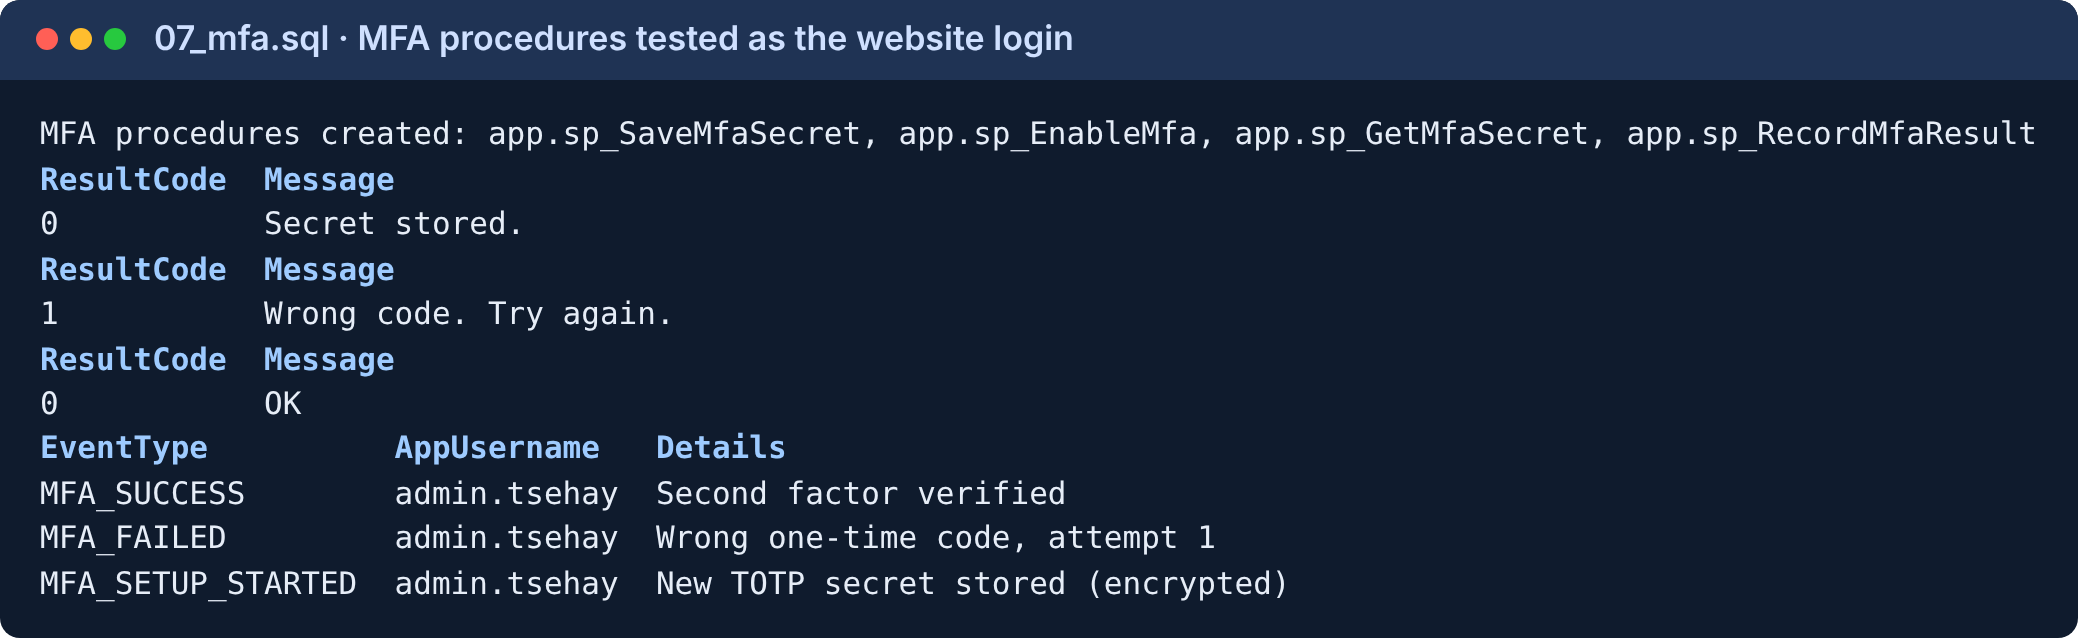 07_mfa.sql · MFA procedures tested as the website login
MFA procedures created: app.sp_SaveMfaSecret, app.sp_EnableMfa, app.sp_GetMfaSecret, app.sp_RecordMfaResult
ResultCode  Message
0           Secret stored.
ResultCode  Message
1           Wrong code. Try again.
ResultCode  Message
0           OK
EventType          AppUsername   Details
MFA_SUCCESS        admin.tsehay  Second factor verified
MFA_FAILED         admin.tsehay  Wrong one-time code, attempt 1
MFA_SETUP_STARTED  admin.tsehay  New TOTP secret stored (encrypted)